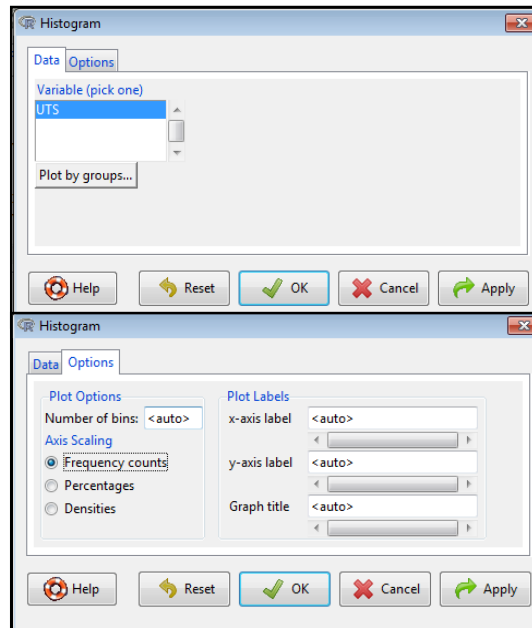 Histogram
Data Options
Variable (pick one)
UTS
Plot by groups...
Help Reset OK Cancel Apply
Histogram
Data Options
Plot Options Plot Labels
Number of bins: <auto> x-axis label <auto>
Axis Scaling
Frequency counts y-axis label <auto>
Percentages
Densities Graph title <auto>
Help Reset OK Cancel Apply